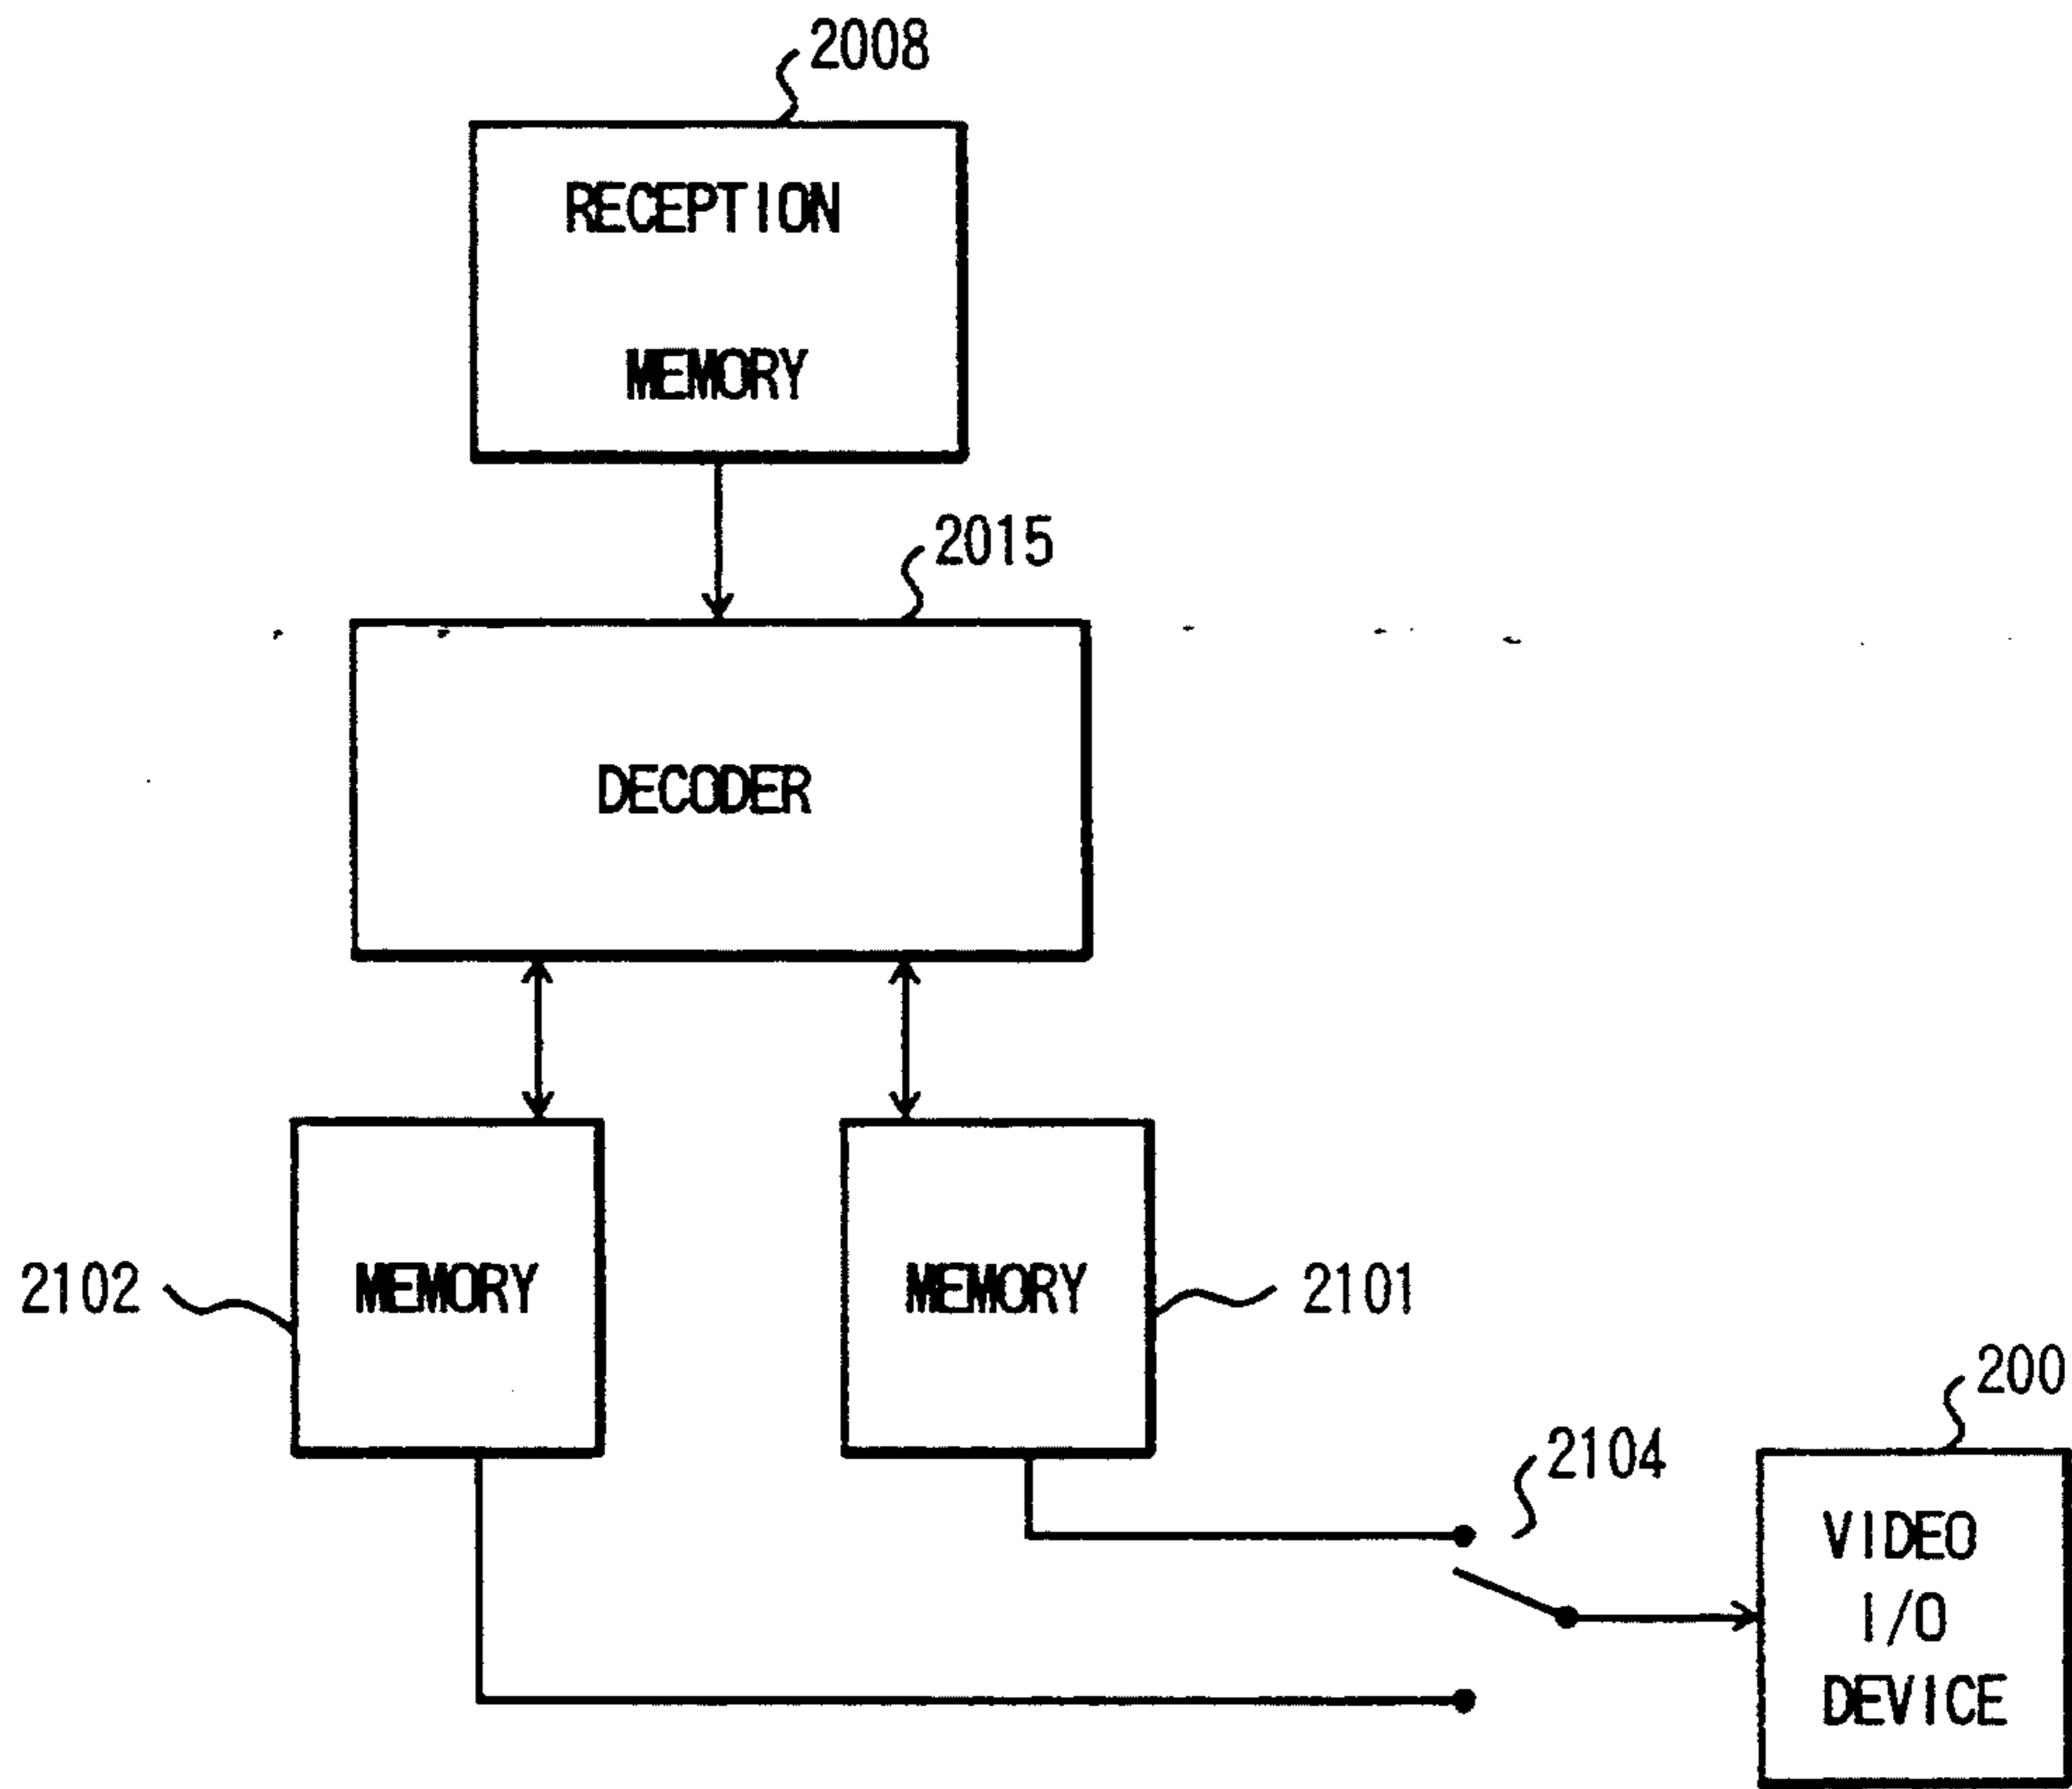 2008
RECEPTION
MEMORY
2015
DECODER
2102
MEMORY
MEMORY
2101
2104
200
VIDEO
I/O
DEVICE